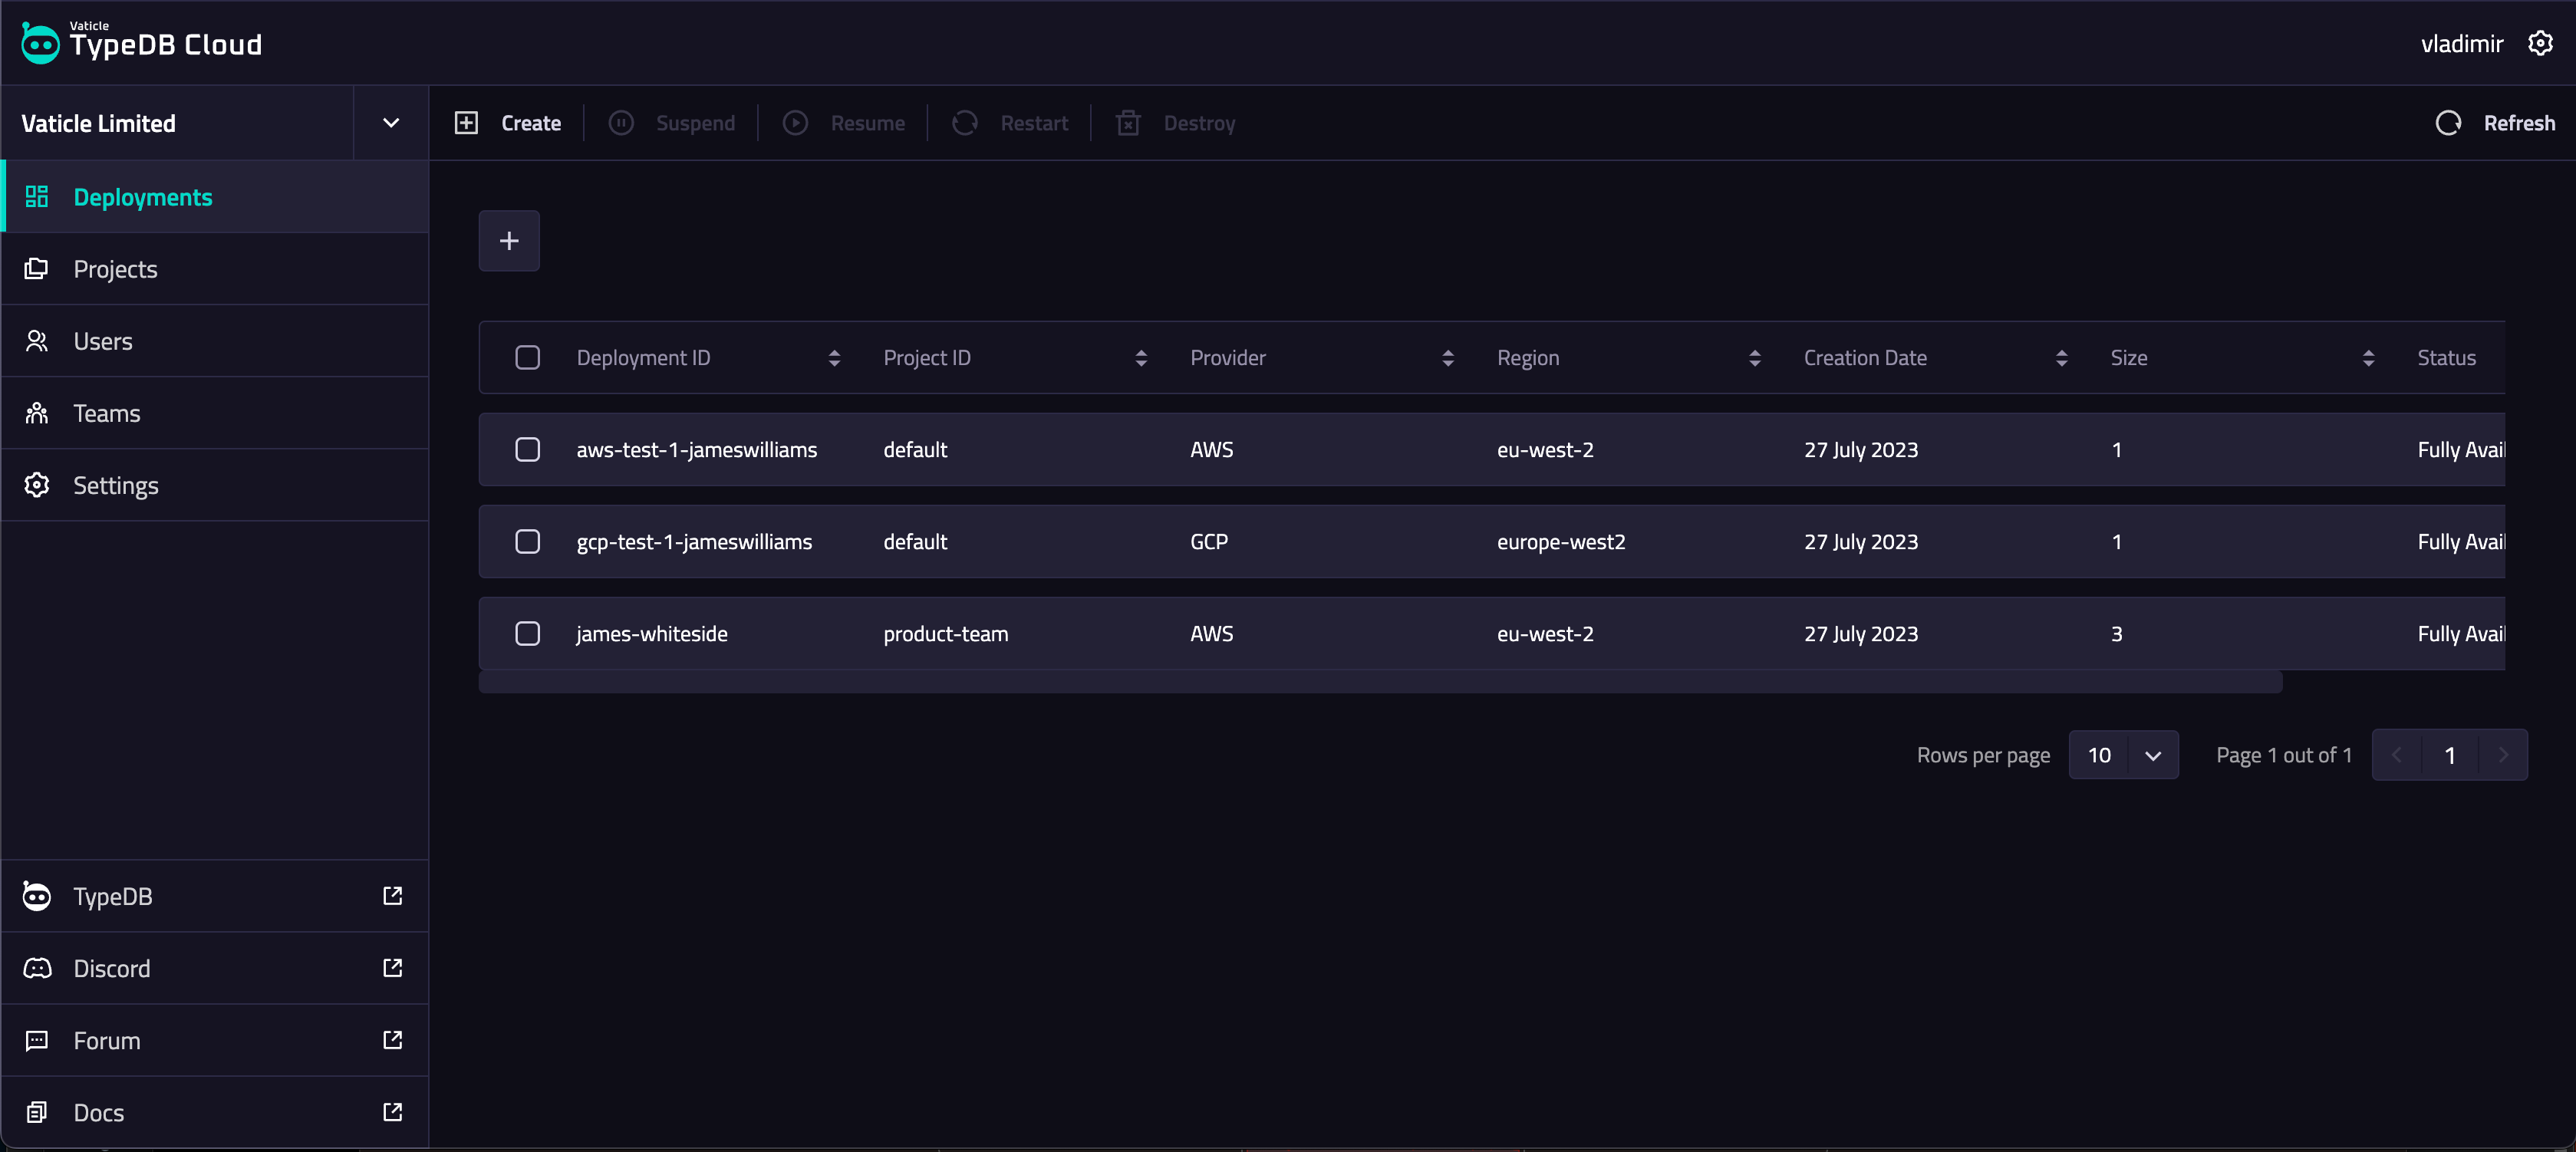 Vaticle
TypeDB Cloud
vladimir
Vaticle Limited
Create
Suspend
Resume
Restart
Destroy
Refresh
Deployments
Projects
Users
Teams
Settings
Deployment ID Project ID Provider Region Creation Date Size Status
aws-test-1-jameswilliams default AWS eu-west-2 27 July 2023 1 Fully Avail
gcp-test-1-jameswilliams default GCP europe-west2 27 July 2023 1 Fully Avail
james-whiteside product-team AWS eu-west-2 27 July 2023 3 Fully Avail
Rows per page 10 Page 1 out of 1 1
TypeDB
Discord
Forum
Docs